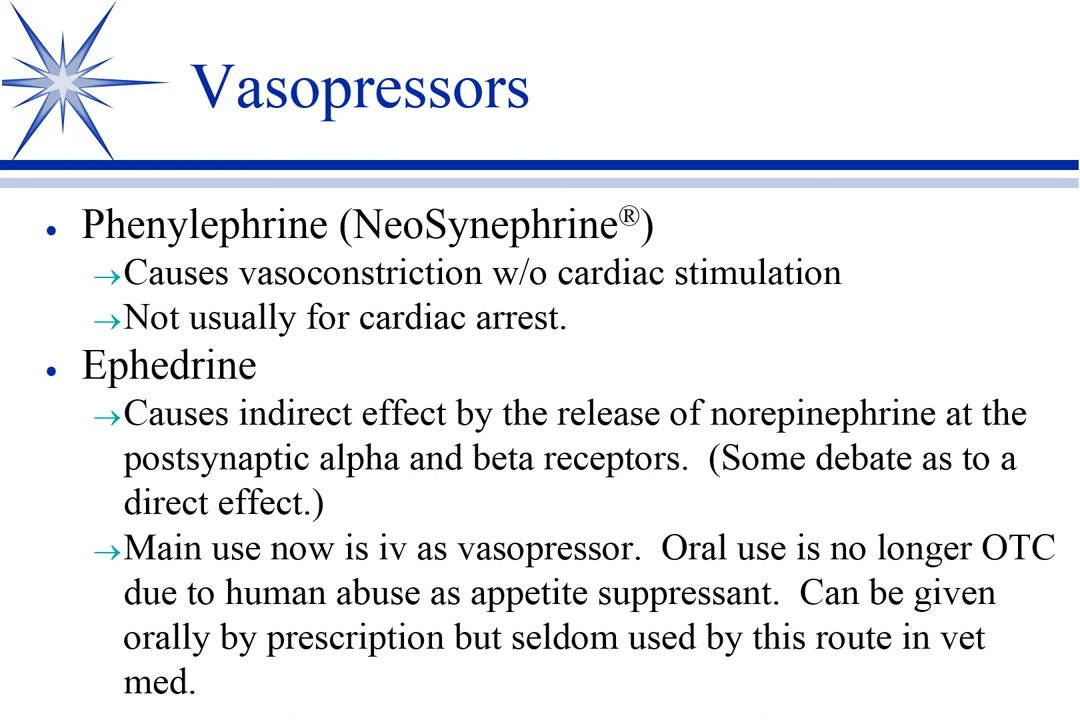 Vasopressors
• Phenylephrine (NeoSynephrine®)
→Causes vasoconstriction w/o cardiac stimulation
→Not usually for cardiac arrest.
• Ephedrine
→Causes indirect effect by the release of norepinephrine at the
postsynaptic alpha and beta receptors.  (Some debate as to a
direct effect.)
→Main use now is iv as vasopressor.  Oral use is no longer OTC
due to human abuse as appetite suppressant.  Can be given
orally by prescription but seldom used by this route in vet
med.